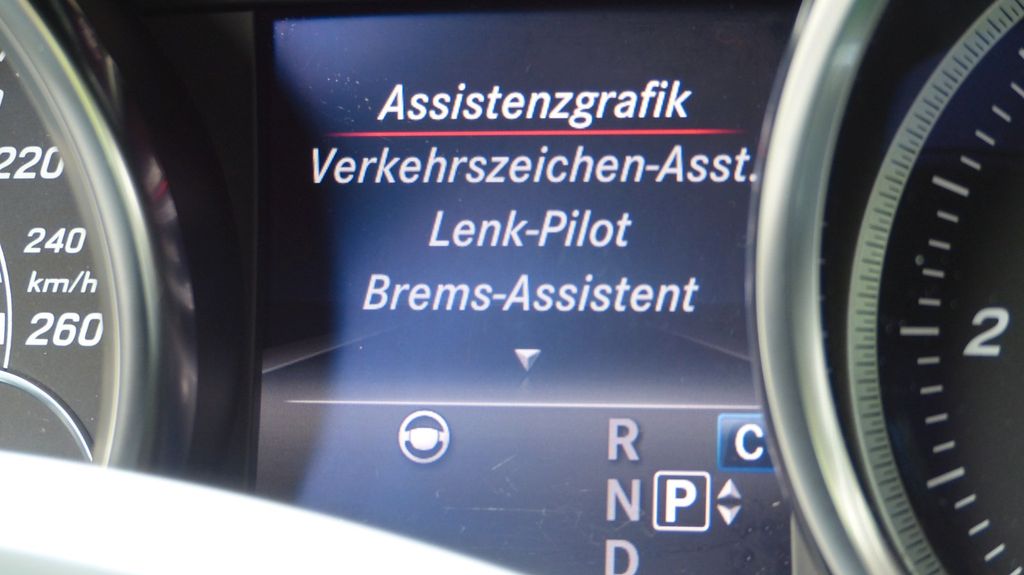 Assistenzgrafik
Verkehrszeichen-Asst.
Lenk-Pilot
Brems-Assistent
R
C
N P
D
220
240
km/h
260
2